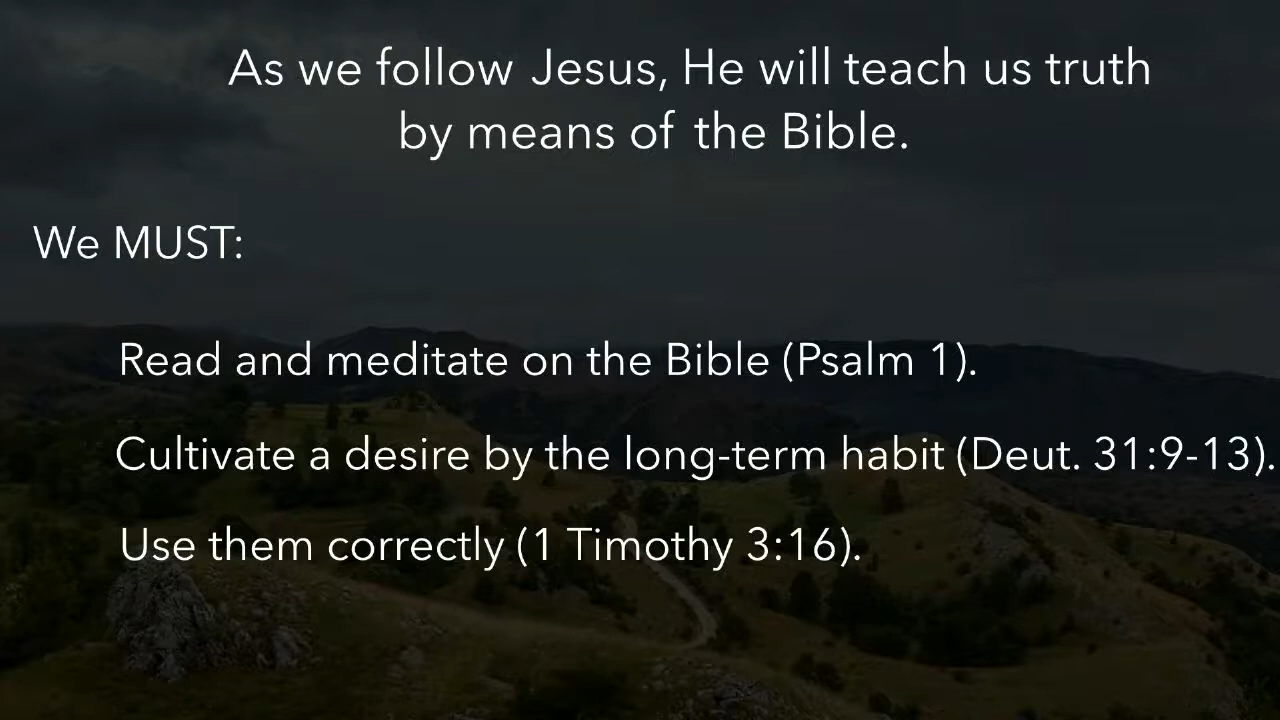 As we follow Jesus, He will teach us truth
by means of the Bible.
We MUST:
Read and meditate on the Bible (Psalm 1).
Cultivate a desire by the long-term habit (Deut. 31:9-13).
Use them correctly (1 Timothy 3:16).